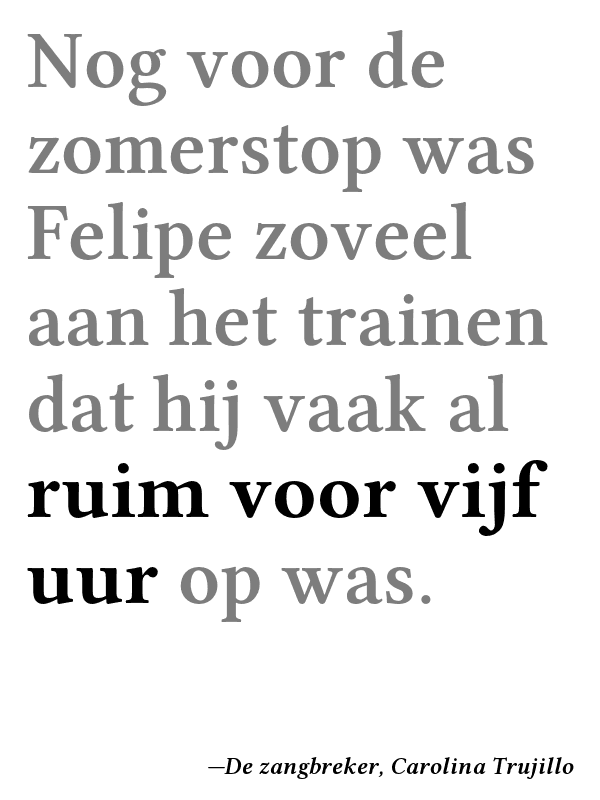 Nog voor de
zomerstop was
Felipe zoveel
aan het trainen
dat hij vaak al
ruim voor vijf
uur op was.
—De zangbreker, Carolina Trujillo